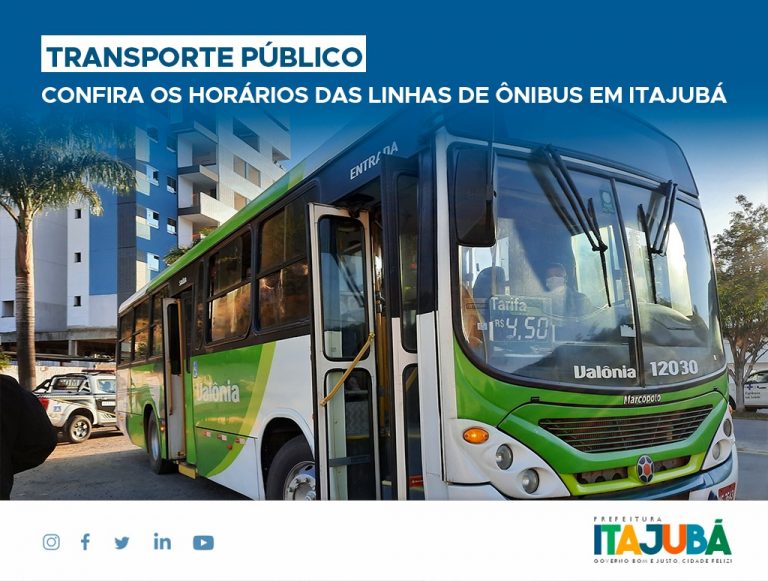 TRANSPORTE PÚBLICO
CONFIRA OS HORÁRIOS DAS LINHAS DE ÔNIBUS EM ITAJUBÁ
ENTRADA
Tarifa
R$ 4,50
Valônia 12030
Marcopolo
Valônia
PREFEITURA
ITAJUBÁ
GOVERNO BOM E JUSTO, CIDADE FELIZ!